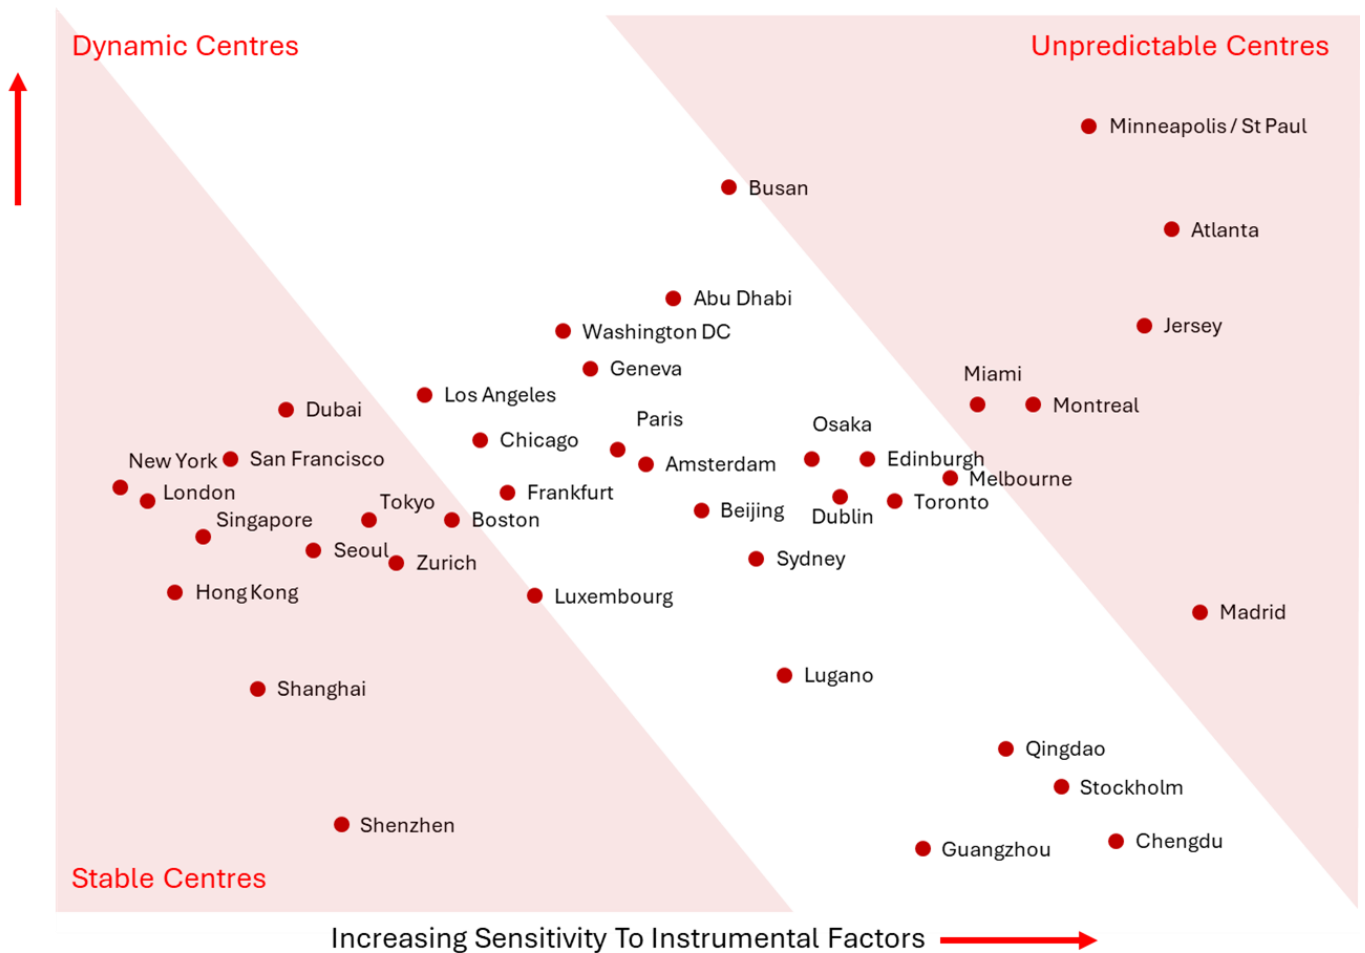 Dynamic Centres
Unpredictable Centres
Minneapolis / St Paul
Busan
Atlanta
Abu Dhabi
Jersey
Washington DC
Geneva
Miami
Los Angeles
Montreal
Dubai
Paris
Osaka
Chicago
New York
San Francisco
Amsterdam
Edinburgh
Melbourne
London
Frankfurt
Tokyo
Toronto
Singapore
Boston
Beijing
Dublin
Seoul
Zurich
Sydney
Hong Kong
Luxembourg
Madrid
Shanghai
Lugano
Qingdao
Stockholm
Shenzhen
Guangzhou
Chengdu
Stable Centres
Increasing Sensitivity To Instrumental Factors